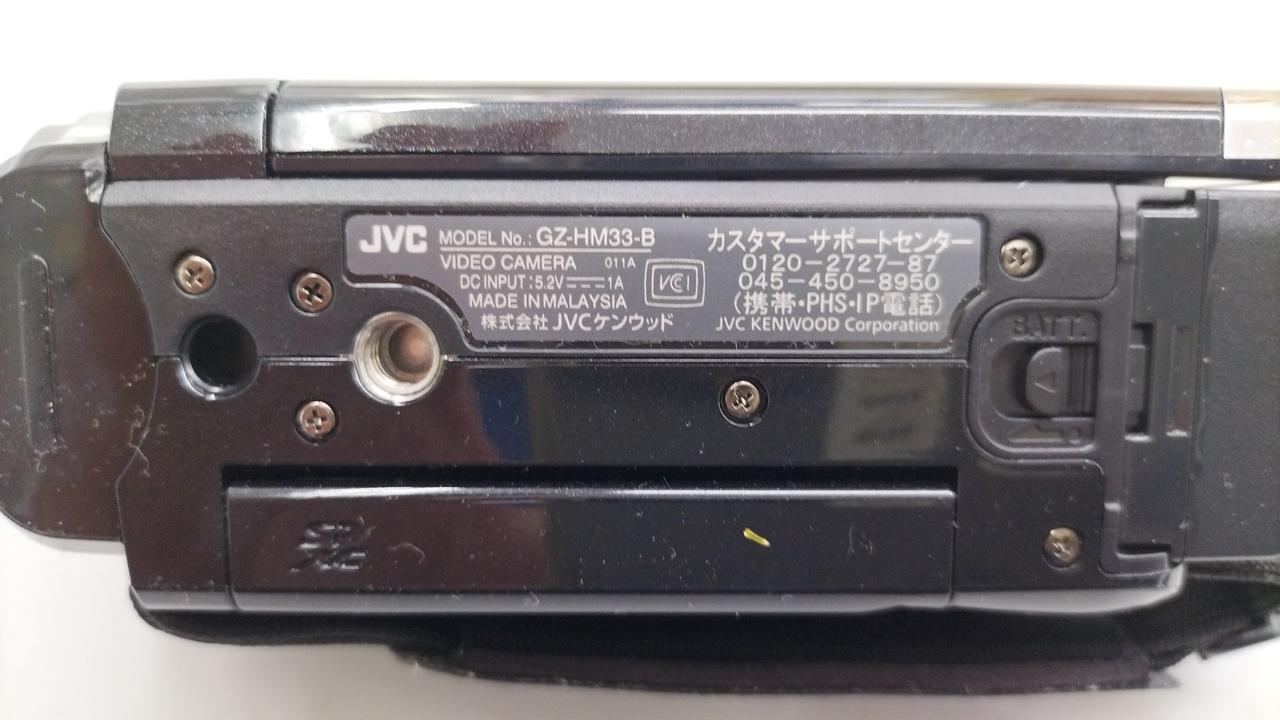 JVC MODEL No.: GZ-HM33-B
VIDEO CAMERA 011A
DC INPUT : 5.2V⎓1A
MADE IN MALAYSIA
株式会社 JVCケンウッド
VCI
カスタマーサポートセンター
0120-2727-87
045-450-8950
(携帯・PHS・IP電話)
JVC KENWOOD Corporation
BATT.
SD
XC